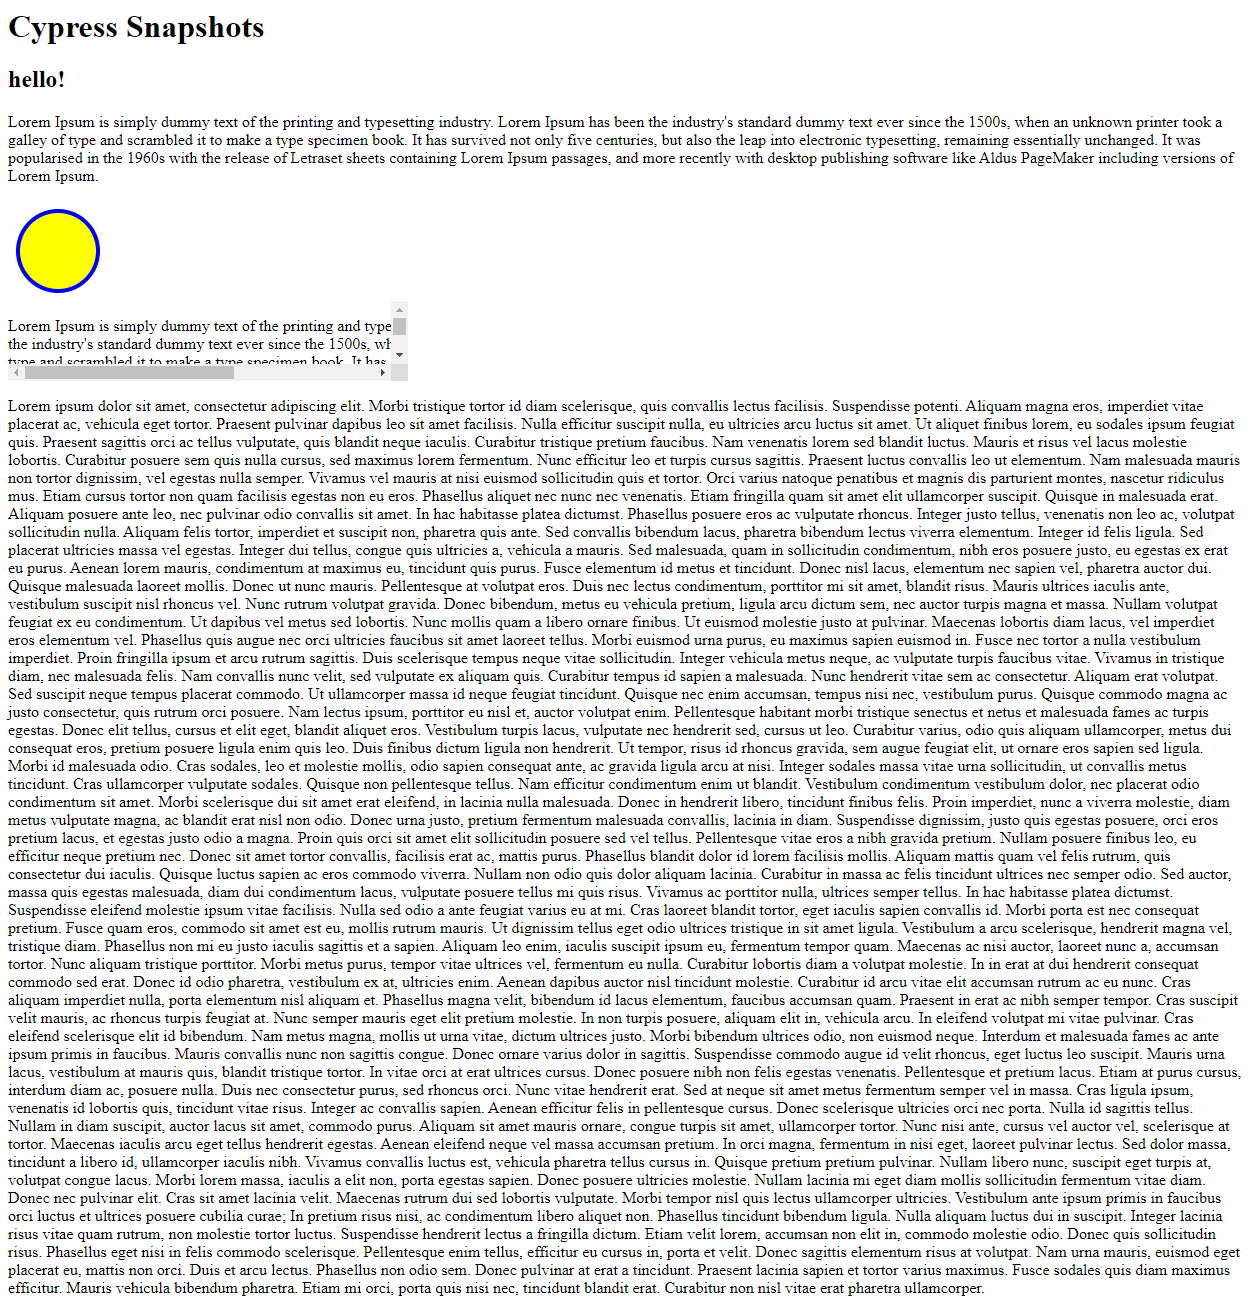 Cypress Snapshots
hello!
Lorem Ipsum is simply dummy text of the printing and typesetting industry. Lorem Ipsum has been the industry's standard dummy text ever since the 1500s, when an unknown printer took a
galley of type and scrambled it to make a type specimen book. It has survived not only five centuries, but also the leap into electronic typesetting, remaining essentially unchanged. It was
popularised in the 1960s with the release of Letraset sheets containing Lorem Ipsum passages, and more recently with desktop publishing software like Aldus PageMaker including versions of
Lorem Ipsum.
Lorem Ipsum is simply dummy text of the printing and type
the industry's standard dummy text ever since the 1500s, wh
type and scrambled it to make a type specimen book. It has
Lorem ipsum dolor sit amet, consectetur adipiscing elit. Morbi tristique tortor id diam scelerisque, quis convallis lectus facilisis. Suspendisse potenti. Aliquam magna eros, imperdiet vitae
placerat ac, vehicula eget tortor. Praesent pulvinar dapibus leo sit amet facilisis. Nulla efficitur suscipit nulla, eu ultricies arcu luctus sit amet. Ut aliquet finibus lorem, eu sodales ipsum feugiat
quis. Praesent sagittis orci ac tellus vulputate, quis blandit neque iaculis. Curabitur tristique pretium faucibus. Nam venenatis lorem sed blandit luctus. Mauris et risus vel lacus molestie
lobortis. Curabitur posuere sem quis nulla cursus, sed maximus lorem fermentum. Nunc efficitur leo et turpis cursus sagittis. Praesent luctus convallis leo ut elementum. Nam malesuada mauris
non tortor dignissim, vel egestas nulla semper. Vivamus vel mauris at nisi euismod sollicitudin quis et tortor. Orci varius natoque penatibus et magnis dis parturient montes, nascetur ridiculus
mus. Etiam cursus tortor non quam facilisis egestas non eu eros. Phasellus aliquet nec nunc nec venenatis. Etiam fringilla quam sit amet elit ullamcorper suscipit. Quisque in malesuada erat.
Aliquam posuere ante leo, nec pulvinar odio convallis sit amet. In hac habitasse platea dictumst. Phasellus posuere eros ac vulputate rhoncus. Integer justo tellus, venenatis non leo ac, volutpat
sollicitudin nulla. Aliquam felis tortor, imperdiet et suscipit non, pharetra quis ante. Sed convallis bibendum lacus, pharetra bibendum lectus viverra elementum. Integer id felis ligula. Sed
placerat ultricies massa vel egestas. Integer dui tellus, congue quis ultricies a, vehicula a mauris. Sed malesuada, quam in sollicitudin condimentum, nibh eros posuere justo, eu egestas ex erat
eu purus. Aenean lorem mauris, condimentum at maximus eu, tincidunt quis purus. Fusce elementum id metus et tincidunt. Donec nisl lacus, elementum nec sapien vel, pharetra auctor dui.
Quisque malesuada laoreet mollis. Donec ut nunc mauris. Pellentesque at volutpat eros. Duis nec lectus condimentum, porttitor mi sit amet, blandit risus. Mauris ultrices iaculis ante,
vestibulum suscipit nisl rhoncus vel. Nunc rutrum volutpat gravida. Donec bibendum, metus eu vehicula pretium, ligula arcu dictum sem, nec auctor turpis magna et massa. Nullam volutpat
feugiat ex eu condimentum. Ut dapibus vel metus sed lobortis. Nunc mollis quam a libero ornare finibus. Ut euismod molestie justo at pulvinar. Maecenas lobortis diam lacus, vel imperdiet
eros elementum vel. Phasellus quis augue nec orci ultricies faucibus sit amet laoreet tellus. Morbi euismod urna purus, eu maximus sapien euismod in. Fusce nec tortor a nulla vestibulum
imperdiet. Proin fringilla ipsum et arcu rutrum sagittis. Duis scelerisque tempus neque vitae sollicitudin. Integer vehicula metus neque, ac vulputate turpis faucibus vitae. Vivamus in tristique
diam, nec malesuada felis. Nam convallis nunc velit, sed vulputate ex aliquam quis. Curabitur tempus id sapien a malesuada. Nunc hendrerit vitae sem ac consectetur. Aliquam erat volutpat.
Sed suscipit neque tempus placerat commodo. Ut ullamcorper massa id neque feugiat tincidunt. Quisque nec enim accumsan, tempus nisi nec, vestibulum purus. Quisque commodo magna ac
justo consectetur, quis rutrum orci posuere. Nam lectus ipsum, porttitor eu nisl et, auctor volutpat enim. Pellentesque habitant morbi tristique senectus et netus et malesuada fames ac turpis
egestas. Donec elit tellus, cursus et elit eget, blandit aliquet eros. Vestibulum turpis lacus, vulputate nec hendrerit sed, cursus ut leo. Curabitur varius, odio quis aliquam ullamcorper, metus dui
consequat eros, pretium posuere ligula enim quis leo. Duis finibus dictum ligula non hendrerit. Ut tempor, risus id rhoncus gravida, sem augue feugiat elit, ut ornare eros sapien sed ligula.
Morbi id malesuada odio. Cras sodales, leo et molestie mollis, odio sapien consequat ante, ac gravida ligula arcu at nisi. Integer sodales massa vitae urna sollicitudin, ut convallis metus
tincidunt. Cras ullamcorper vulputate sodales. Quisque non pellentesque tellus. Nam efficitur condimentum enim ut blandit. Vestibulum condimentum vestibulum dolor, nec placerat odio
condimentum sit amet. Morbi scelerisque dui sit amet erat eleifend, in lacinia nulla malesuada. Donec in hendrerit libero, tincidunt finibus felis. Proin imperdiet, nunc a viverra molestie, diam
metus vulputate magna, ac blandit erat nisl non odio. Donec urna justo, pretium fermentum malesuada convallis, lacinia in diam. Suspendisse dignissim, justo quis egestas posuere, orci eros
pretium lacus, et egestas justo odio a magna. Proin quis orci sit amet elit sollicitudin posuere sed vel tellus. Pellentesque vitae eros a nibh gravida pretium. Nullam posuere finibus leo, eu
efficitur neque pretium nec. Donec sit amet tortor convallis, facilisis erat ac, mattis purus. Phasellus blandit dolor id lorem facilisis mollis. Aliquam mattis quam vel felis rutrum, quis
consectetur dui iaculis. Quisque luctus sapien ac eros commodo viverra. Nullam non odio quis dolor aliquam lacinia. Curabitur in massa ac felis tincidunt ultrices nec semper odio. Sed auctor,
massa quis egestas malesuada, diam dui condimentum lacus, vulputate posuere tellus mi quis risus. Vivamus ac porttitor nulla, ultrices semper tellus. In hac habitasse platea dictumst.
Suspendisse eleifend molestie ipsum vitae facilisis. Nulla sed odio a ante feugiat varius eu at mi. Cras laoreet blandit tortor, eget iaculis sapien convallis id. Morbi porta est nec consequat
pretium. Fusce quam eros, commodo sit amet est eu, mollis rutrum mauris. Ut dignissim tellus eget odio ultrices tristique in sit amet ligula. Vestibulum a arcu scelerisque, hendrerit magna vel,
tristique diam. Phasellus non mi eu justo iaculis sagittis et a sapien. Aliquam leo enim, iaculis suscipit ipsum eu, fermentum tempor quam. Maecenas ac nisi auctor, laoreet nunc a, accumsan
tortor. Nunc aliquam tristique porttitor. Morbi metus purus, tempor vitae ultrices vel, fermentum eu nulla. Curabitur lobortis diam a volutpat molestie. In in erat at dui hendrerit consequat
commodo sed erat. Donec id odio pharetra, vestibulum ex at, ultricies enim. Aenean dapibus auctor nisl tincidunt molestie. Curabitur id arcu vitae elit accumsan rutrum ac eu nunc. Cras
aliquam imperdiet nulla, porta elementum nisl aliquam et. Phasellus magna velit, bibendum id lacus elementum, faucibus accumsan quam. Praesent in erat ac nibh semper tempor. Cras suscipit
velit mauris, ac rhoncus turpis feugiat at. Nunc semper mauris eget elit pretium molestie. In non turpis posuere, aliquam elit in, vehicula arcu. In eleifend volutpat mi vitae pulvinar. Cras
eleifend scelerisque elit id bibendum. Nam metus magna, mollis ut urna vitae, dictum ultrices justo. Morbi bibendum ultrices odio, non euismod neque. Interdum et malesuada fames ac ante
ipsum primis in faucibus. Mauris convallis nunc non sagittis congue. Donec ornare varius dolor in sagittis. Suspendisse commodo augue id velit rhoncus, eget luctus leo suscipit. Mauris urna
lacus, vestibulum at mauris quis, blandit tristique tortor. In vitae orci at erat ultrices cursus. Donec posuere nibh non felis egestas venenatis. Pellentesque et pretium lacus. Etiam at purus cursus,
interdum diam ac, posuere nulla. Duis nec consectetur purus, sed rhoncus orci. Nunc vitae hendrerit erat. Sed at neque sit amet metus fermentum semper vel in massa. Cras ligula ipsum,
venenatis id lobortis quis, tincidunt vitae risus. Integer ac convallis sapien. Aenean efficitur felis in pellentesque cursus. Donec scelerisque ultricies orci nec porta. Nulla id sagittis tellus.
Nullam in diam suscipit, auctor lacus sit amet, commodo purus. Aliquam sit amet mauris ornare, congue turpis sit amet, ullamcorper tortor. Nunc nisi ante, cursus vel auctor vel, scelerisque at
tortor. Maecenas iaculis arcu eget tellus hendrerit egestas. Aenean eleifend neque vel massa accumsan pretium. In orci magna, fermentum in nisi eget, laoreet pulvinar lectus. Sed dolor massa,
tincidunt a libero id, ullamcorper iaculis nibh. Vivamus convallis luctus est, vehicula pharetra tellus cursus in. Quisque pretium pretium pulvinar. Nullam libero nunc, suscipit eget turpis at,
volutpat congue lacus. Morbi lorem massa, iaculis a elit non, porta egestas sapien. Donec posuere ultricies molestie. Nullam lacinia mi eget diam mollis sollicitudin fermentum vitae diam.
Donec nec pulvinar elit. Cras sit amet lacinia velit. Maecenas rutrum dui sed lobortis vulputate. Morbi tempor nisl quis lectus ullamcorper ultricies. Vestibulum ante ipsum primis in faucibus
orci luctus et ultrices posuere cubilia curae; In pretium risus nisi, ac condimentum libero aliquet non. Phasellus tincidunt bibendum ligula. Nulla aliquam luctus dui in suscipit. Integer lacinia
risus vitae quam rutrum, non molestie tortor luctus. Suspendisse hendrerit lectus a fringilla dictum. Etiam velit lorem, accumsan non elit in, commodo molestie odio. Donec quis sollicitudin
risus. Phasellus eget nisi in felis commodo scelerisque. Pellentesque enim tellus, efficitur eu cursus in, porta et velit. Donec sagittis elementum risus at volutpat. Nam urna mauris, euismod eget
placerat eu, mattis non orci. Duis et arcu lectus. Phasellus non odio sem. Donec pulvinar at erat a tincidunt. Praesent lacinia sapien et tortor varius maximus. Fusce sodales quis diam maximus
efficitur. Mauris vehicula bibendum pharetra. Etiam mi orci, porta quis nisi nec, tincidunt blandit erat. Curabitur non nisl vitae erat pharetra ullamcorper.